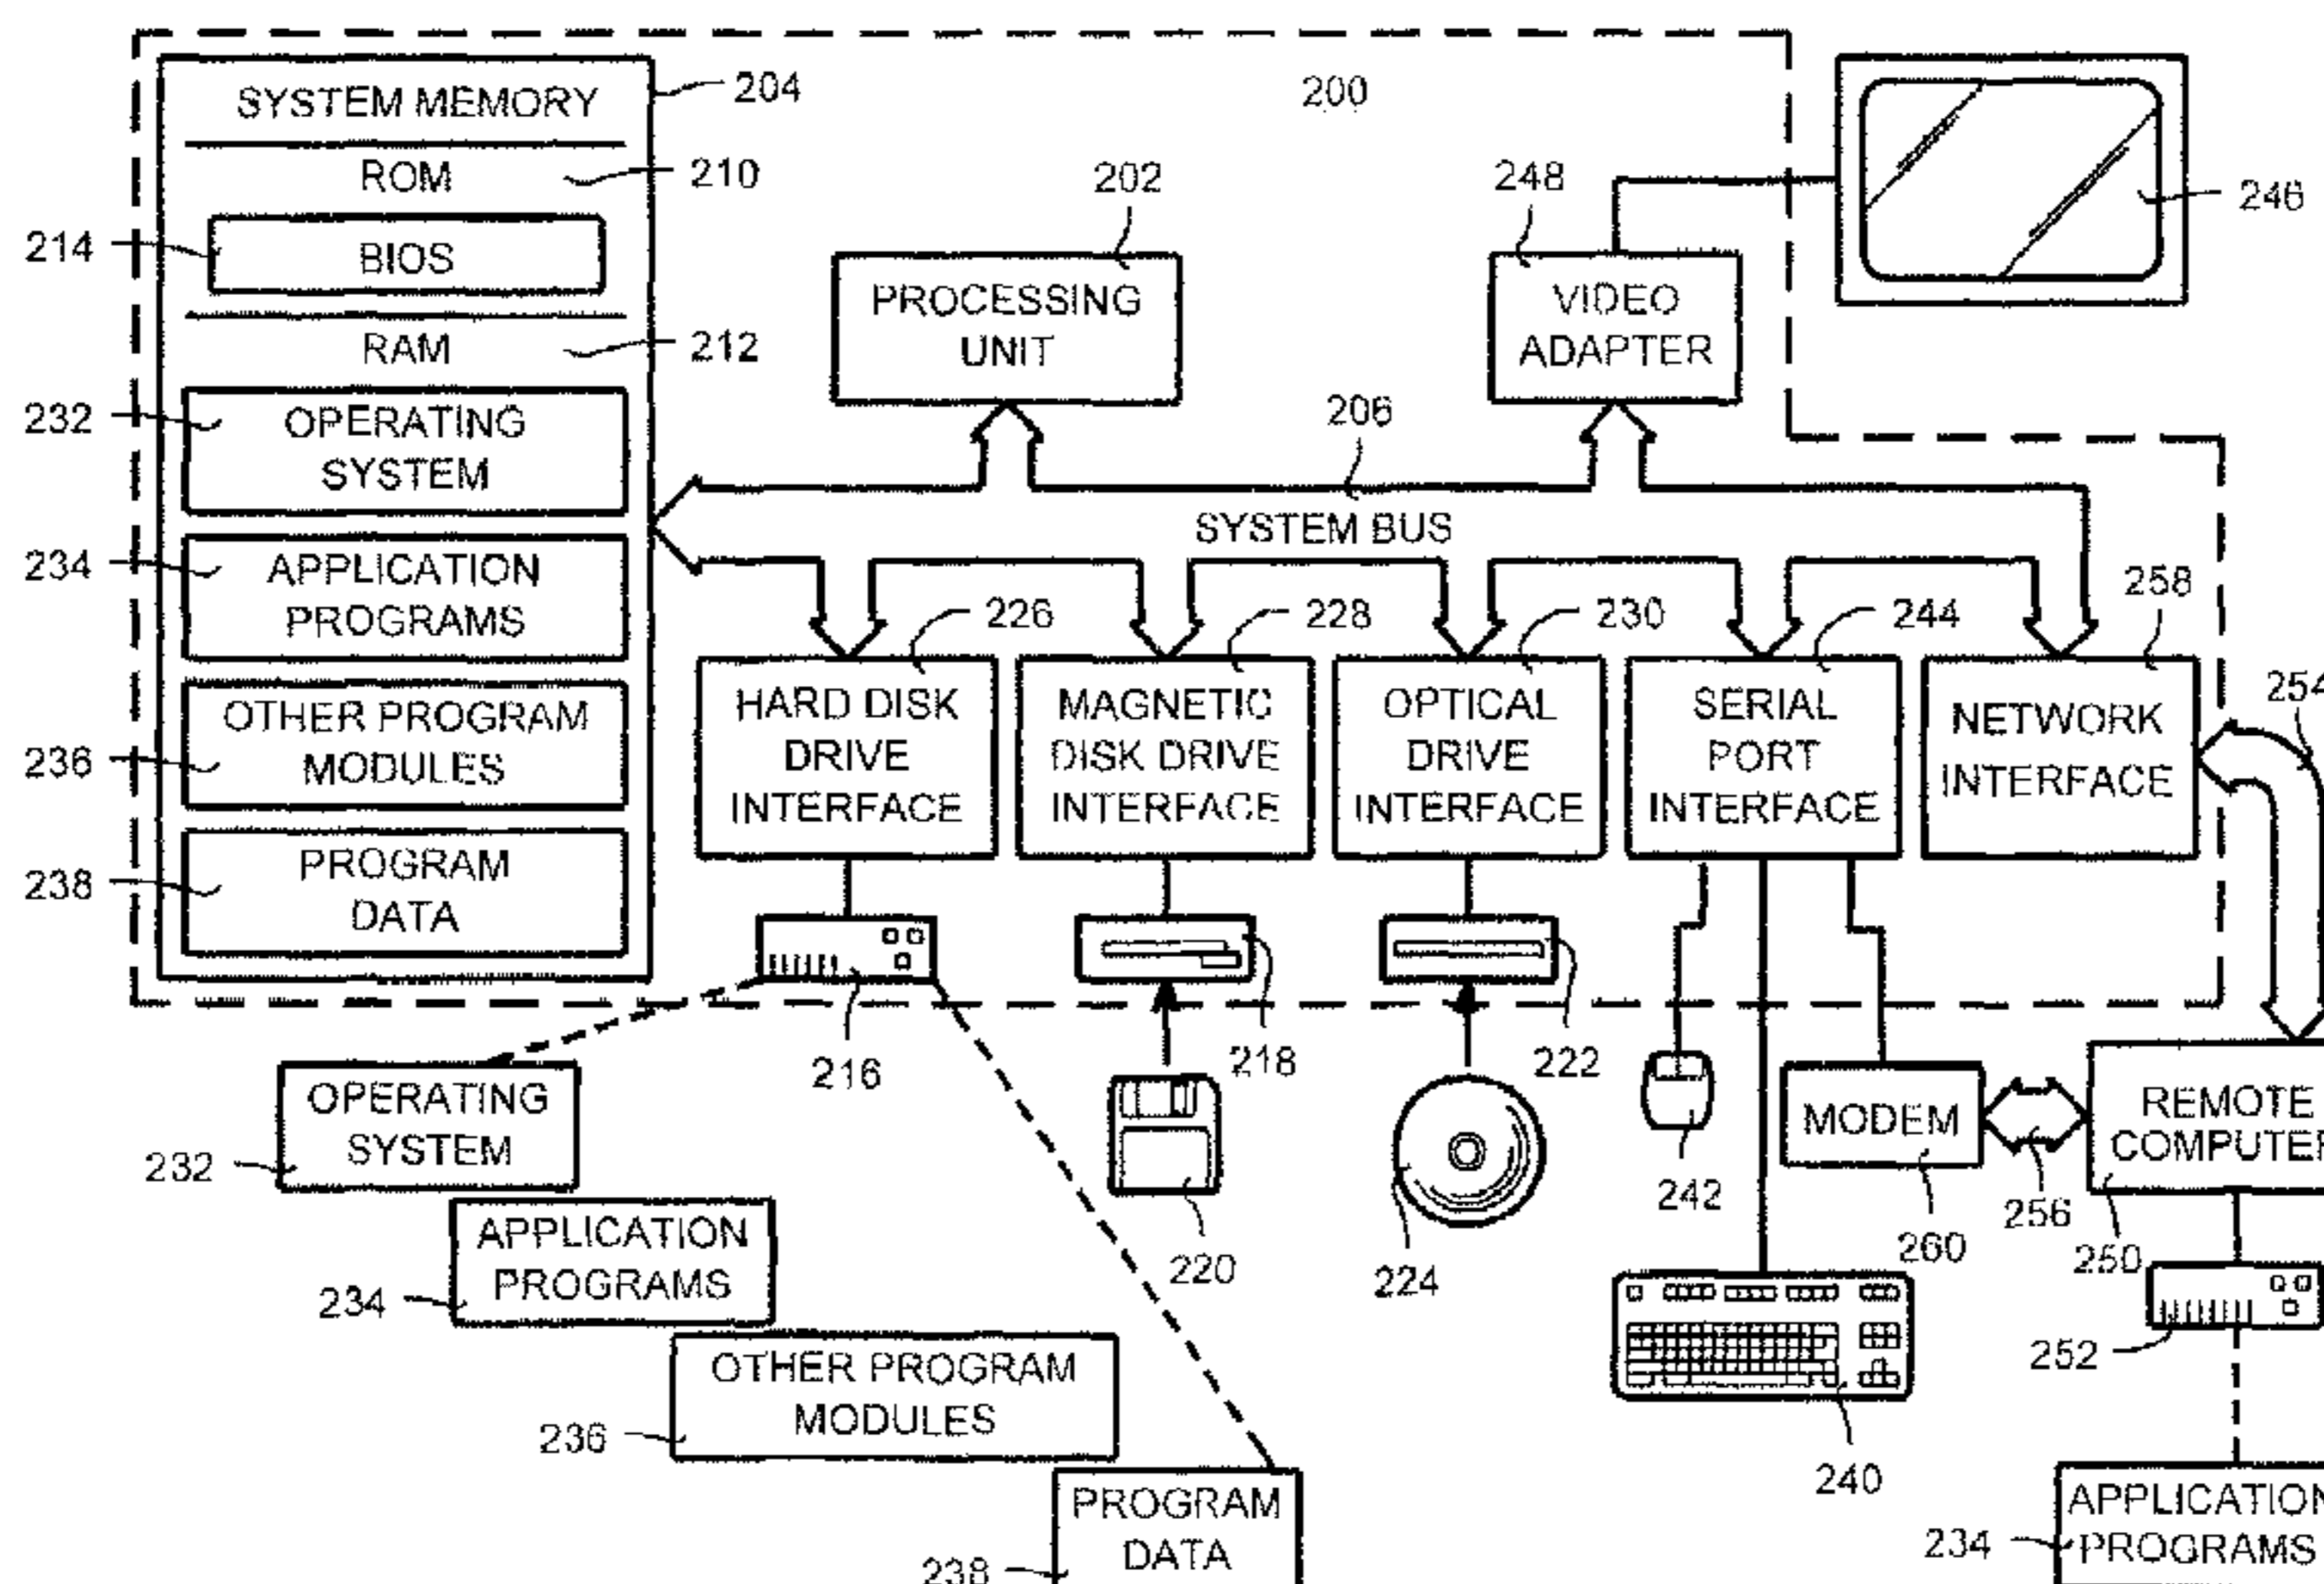 SYSTEM MEMORY
204
200
ROM
210
202
248
246
214
BIOS
PROCESSING
UNIT
VIDEO
ADAPTER
RAM
212
232
OPERATING
SYSTEM
206
SYSTEM BUS
234
APPLICATION
PROGRAMS
226
228
230
244
258
254
236
OTHER PROGRAM
MODULES
HARD DISK
DRIVE
INTERFACE
MAGNETIC
DISK DRIVE
INTERFACE
OPTICAL
DRIVE
INTERFACE
SERIAL
PORT
INTERFACE
NETWORK
INTERFACE
238
PROGRAM
DATA
216
218
222
232
OPERATING
SYSTEM
220
224
242
MODEM
260
256
REMOTE
COMPUTER
250
234
APPLICATION
PROGRAMS
252
236
OTHER PROGRAM
MODULES
240
238
PROGRAM
DATA
234
APPLICATION
PROGRAMS